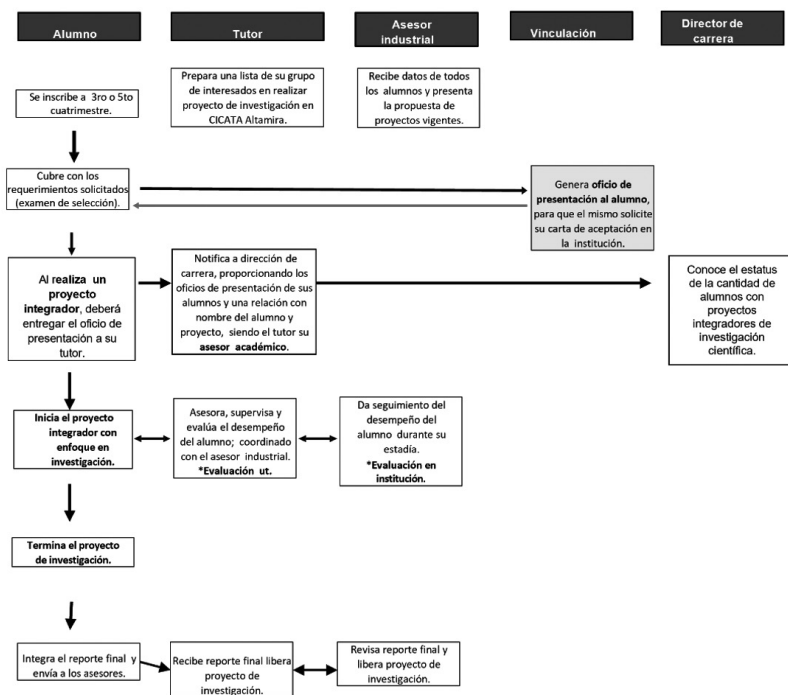 Alumno
Tutor
Asesor
industrial
Vinculación
Director de
carrera
Se inscribe a 3ro o 5to
cuatrimestre.
Prepara una lista de su grupo
de interesados en realizar
proyecto de investigación en
CICATA Altamira.
Recibe datos de todos
los alumnos y presenta
la propuesta de
proyectos vigentes.
Cubre con los
requerimientos solicitados
(examen de selección).
Genera oficio de
presentación al alumno,
para que el mismo solicite
su carta de aceptación en
la institución.
Al realiza un
proyecto
integrador, deberá
entregar el oficio de
presentación a su
tutor.
Notifica a dirección de
carrera, proporcionando los
oficios de presentación de sus
alumnos y una relación con
nombre del alumno y
proyecto, siendo el tutor su
asesor académico.
Conoce el estatus
de la cantidad de
alumnos con
proyectos
integradores de
investigación
científica.
Inicia el proyecto
integrador con
enfoque en
investigación.
Asesora, supervisa y
evalúa el desempeño
del alumno; coordinado
con el asesor industrial.
*Evaluación ut.
Da seguimiento del
desempeño del
alumno durante su
estadía.
*Evaluación en
institución.
Termina el proyecto
de investigación.
Integra el reporte final y
envía a los asesores.
Recibe reporte final libera
proyecto de
investigación.
Revisa reporte final y
libera proyecto de
investigación.